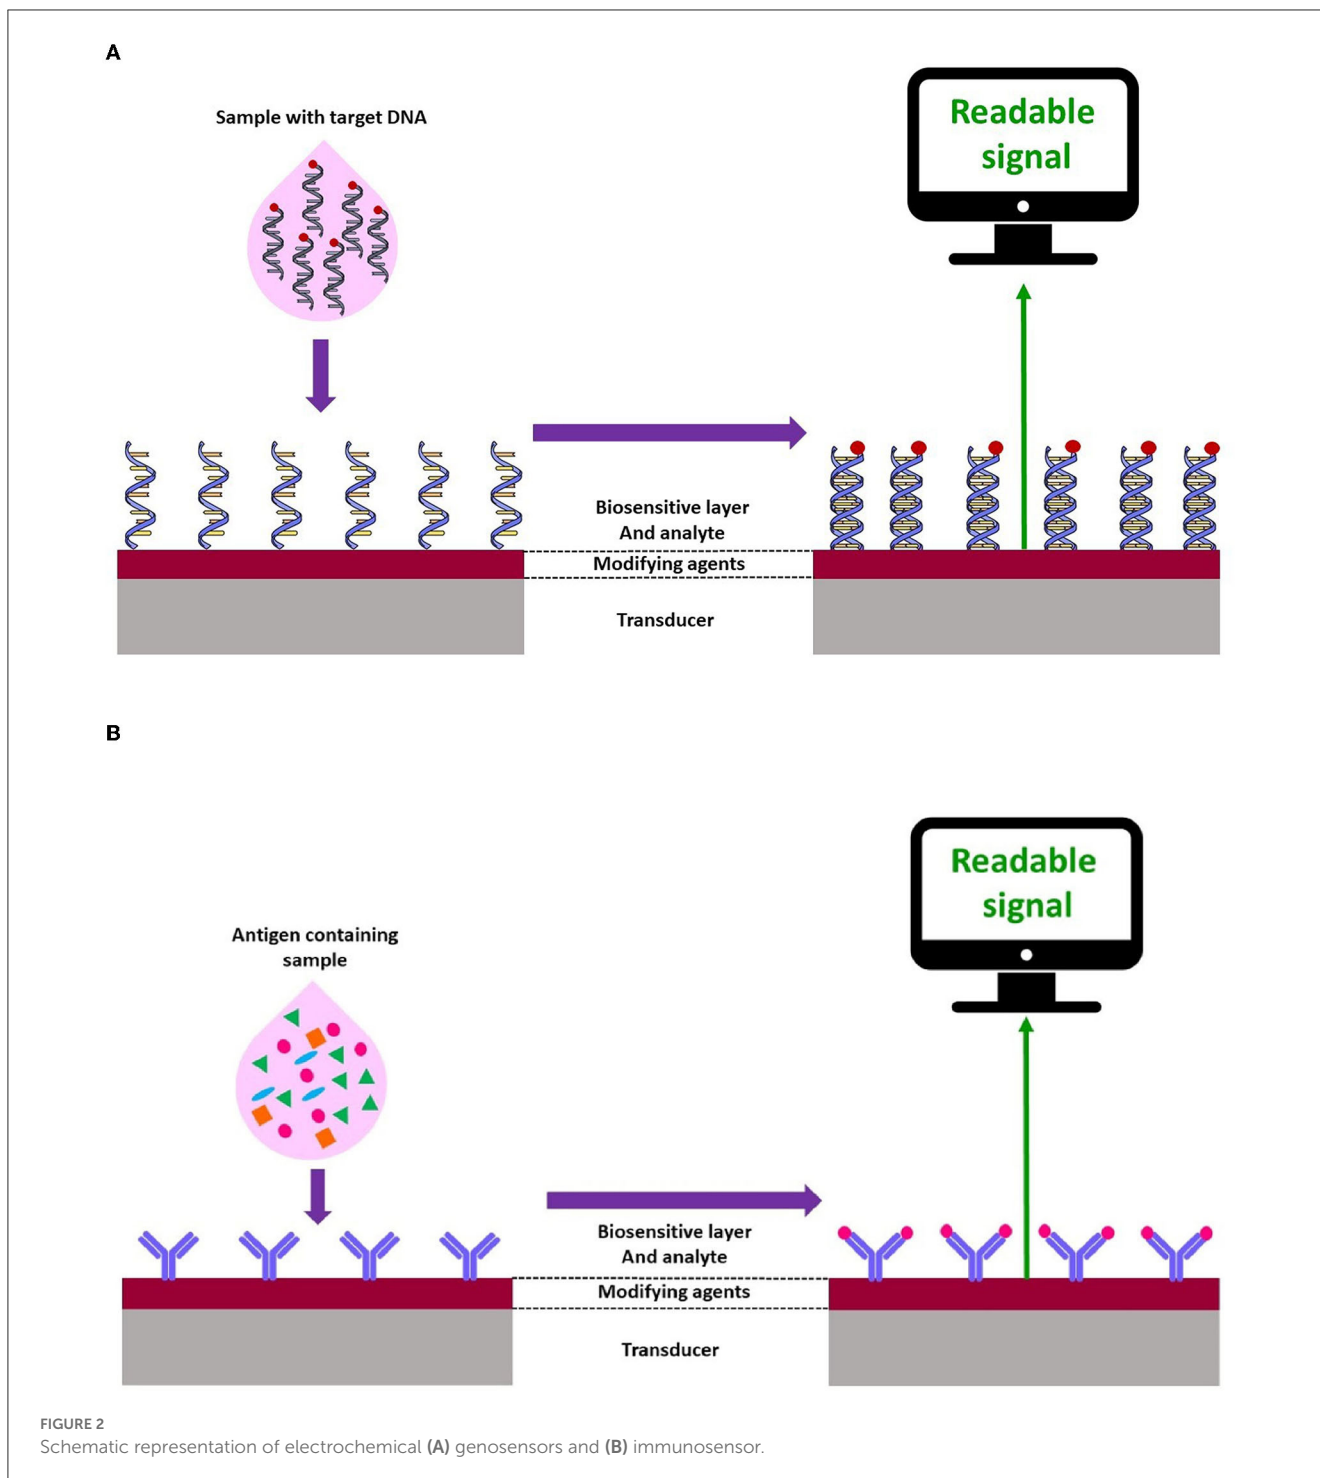 A
Sample with target DNA
Readable
signal
Biosensitive layer
And analyte
Modifying agents
Transducer
B
Readable
signal
Antigen containing
sample
Biosensitive layer
And analyte
Modifying agents
Transducer
FIGURE 2
Schematic representation of electrochemical (A) genosensors and (B) immunosensor.